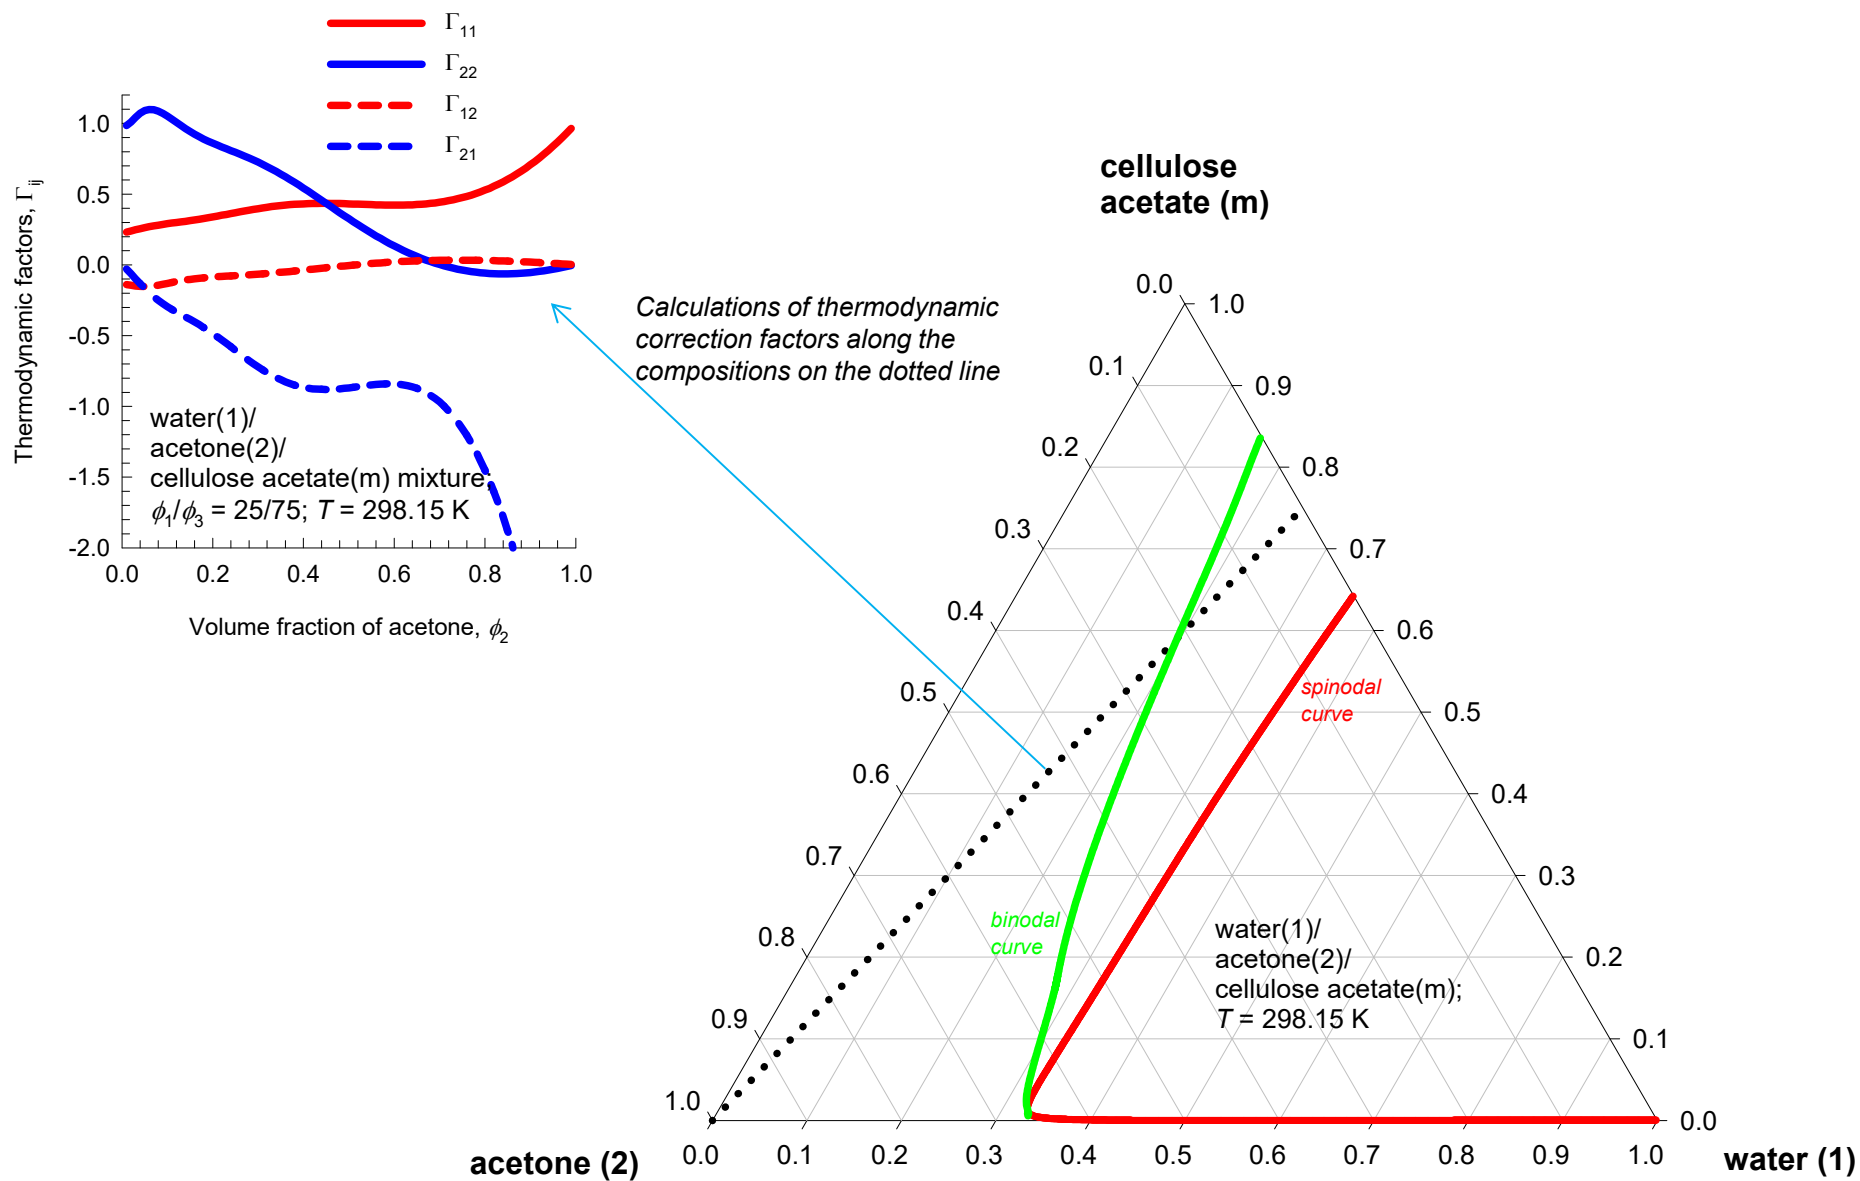 Γ11
Γ22
Γ12
Γ21
Thermodynamic factors, Γij
1.0
0.5
0.0
-0.5
-1.0
-1.5
-2.0
water(1)/
acetone(2)/
cellulose acetate(m) mixture;
ϕ1/ϕ3 = 25/75; T = 298.15 K
0.0 0.2 0.4 0.6 0.8 1.0
Volume fraction of acetone, ϕ2
Calculations of thermodynamic
correction factors along the
compositions on the dotted line
cellulose
acetate (m)
0.0
0.1
0.2
0.3
0.4
0.5
0.6
0.7
0.8
0.9
1.0
1.0
0.9
0.8
0.7
0.6
0.5
0.4
0.3
0.2
0.1
0.0
spinodal
curve
binodal
curve
water(1)/
acetone(2)/
cellulose acetate(m);
T = 298.15 K
0.0 0.1 0.2 0.3 0.4 0.5 0.6 0.7 0.8 0.9 1.0
acetone (2)
water (1)